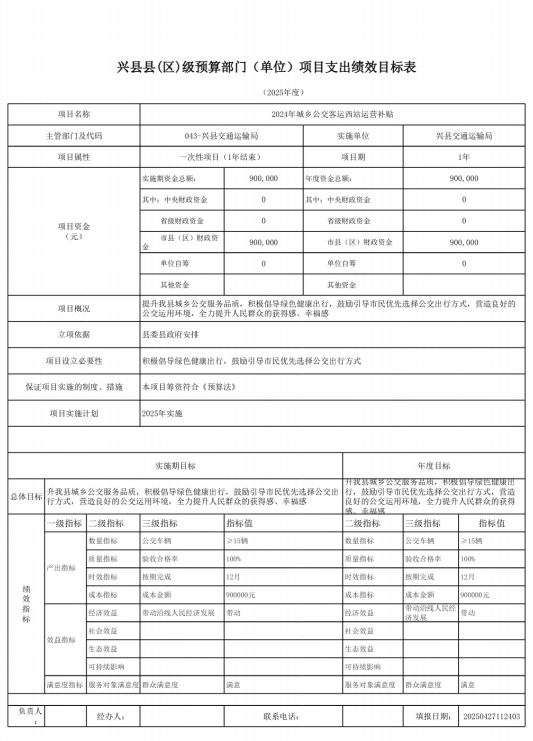 兴县县(区)级预算部门（单位）项目支出绩效目标表
（2025年度）
项目名称 2024年城乡公交客运西站运营补贴
主管部门及代码 043-兴县交通运输局 实施单位 兴县交通运输局
项目属性 一次性项目（1年结束） 项目期 1年
项目资金
（元）
实施期资金总额： 900,000 年度资金总额： 900,000
其中：中央财政资金 0 其中：中央财政资金 0
省级财政资金 0 省级财政资金 0
市县（区）财政资金 900,000 市县（区）财政资金 900,000
单位自筹 0 单位自筹 0
其他资金 其他资金
项目概况 提升我县城乡公交服务品质，积极倡导绿色健康出行，鼓励引导市民优先选择公交出行方式，营造良好的
公交运用环境，全力提升人民群众的获得感、幸福感
立项依据 县委县政府安排
项目设立必要性 积极倡导绿色健康出行，鼓励引导市民优先选择公交出行方式
保证项目实施的制度、措施 本项目筹资符合《预算法》
项目实施计划 2025年实施
实施期目标 年度目标
总体目标
升我县城乡公交服务品质，积极倡导绿色健康出行，鼓励引导市民优先选择公交出
行方式，营造良好的公交运用环境，全力提升人民群众的获得感、幸福感
升我县城乡公交服务品质，积极倡导绿色健康出
行，鼓励引导市民优先选择公交出行方式，营造
良好的公交运用环境，全力提升人民群众的获得
感、幸福感
绩效指标
一级指标 二级指标 三级指标 指标值 二级指标 三级指标 指标值
产出指标
数量指标 公交车辆 ≥15辆 数量指标 公交车辆 ≥15辆
质量指标 验收合格率 100% 质量指标 验收合格率 100%
时效指标 按期完成 12月 时效指标 按期完成 12月
成本指标 成本金额 900000元 成本指标 成本金额 900000元
效益指标
经济效益 带动沿线人民经济发展 带动 经济效益 带动沿线人民经济发展 带动
社会效益 社会效益
生态效益 生态效益
可持续影响 可持续影响
满意度指标 服务对象满意度 群众满意度 满意 服务对象满意度 群众满意度 满意
负责人： 经办人： 联系电话： 填报日期： 20250427112403